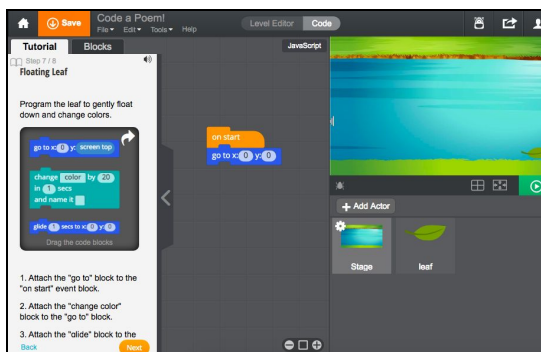 Save
Code a Poem!
File Edit Tools Help
Level Editor Code
Tutorial Blocks
JavaScript
Step 7 / 8
Floating Leaf
Program the leaf to gently float
down and change colors.
go to x: 0 y: screen top
change color by 20
in 1 secs
and name it
glide 1 secs to x: 0 y: 0
Drag the code blocks
1. Attach the "go to" block to the
"on start" event block.
2. Attach the "change color"
block to the "go to" block.
3. Attach the "glide" block to the
Back Next
on start
go to x: 0 y: 0
+ Add Actor
Stage leaf